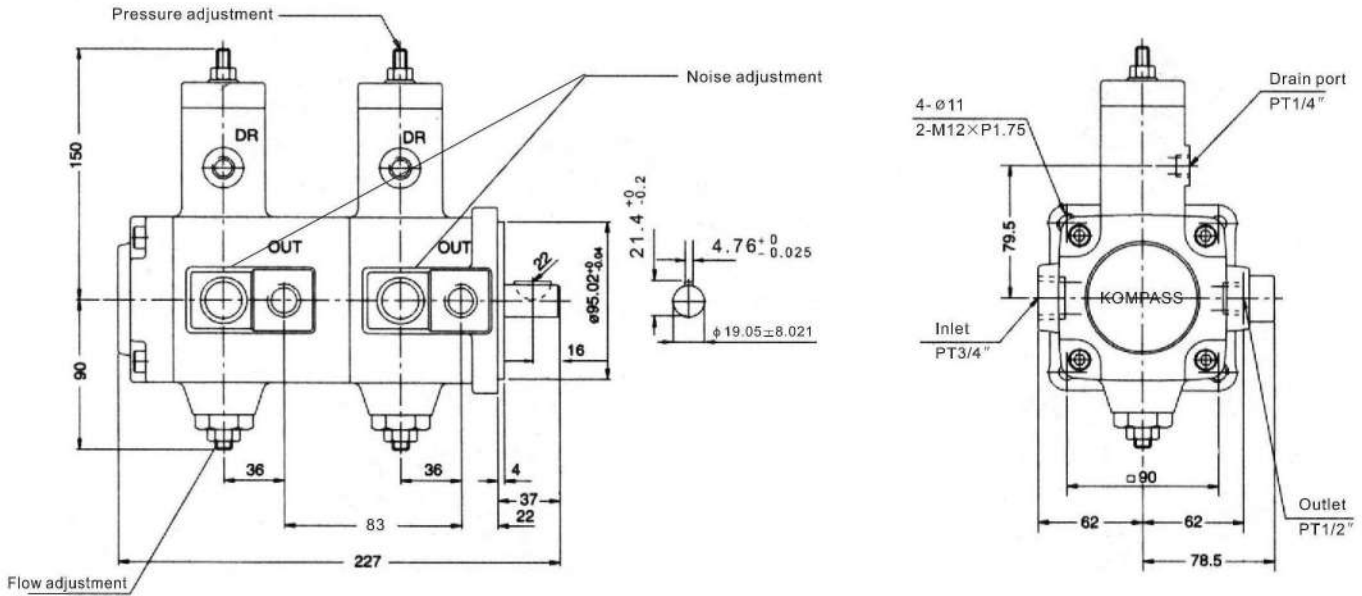 Pressure adjustment
Noise adjustment
DR
DR
150
OUT
OUT
22
ø95.02+0 -0.04
16
90
36
36
4
37
83
22
227
Flow adjustment
21.4 +0 -0.2
4.76 +0 -0.025
φ19.05±8.021
4-ø11
2-M12×P1.75
Drain port
PT1/4″
79.5
KOMPASS
Inlet
PT3/4″
□90
Outlet
PT1/2″
62
62
78.5